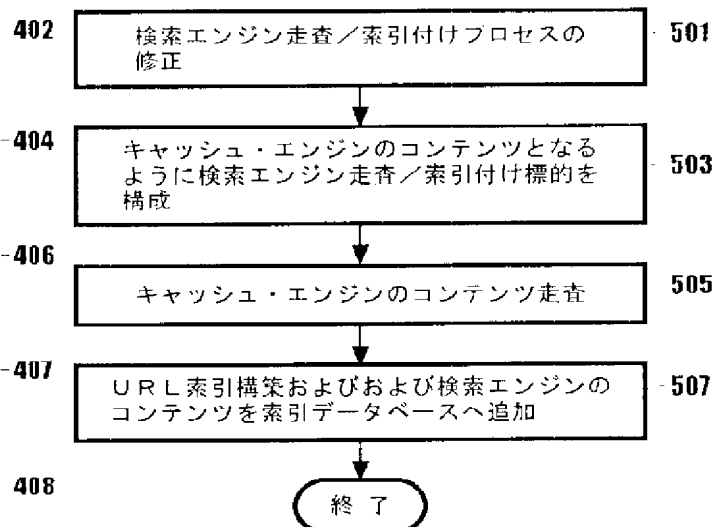 402
検索エンジン走査／索引付けプロセスの
修正
501
-404
キャッシュ・エンジンのコンテンツとなる
ように検索エンジン走査／索引付け標的を
構成
503
-406
キャッシュ・エンジンのコンテンツ走査
505
-407
ＵＲＬ索引構築およびおよび検索エンジンの
コンテンツを索引データベースへ追加
507
408
終 了